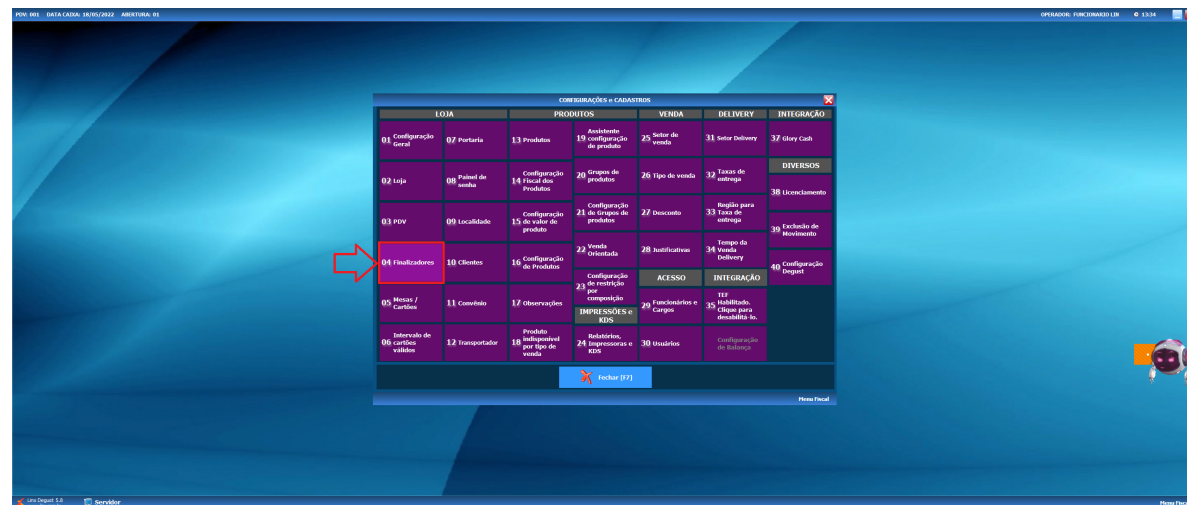 PDV: 001 DATA CAIXA: 18/05/2022 ABERTURA: 01
OPERADOR: FUNCIONARIO LIN 13:34
CONFIGURAÇÕES e CADASTROS
LOJA
01 Configuração
Geral
02 Loja
03 PDV
04 Finalizadores
05 Mesas /
Cartões
06 Intervalo de
cartões
válidos
07 Portaria
08 Painel de
senha
09 Localidade
10 Clientes
11 Convênio
12 Transportador
PRODUTOS
13 Produtos
14 Configuração
Fiscal dos
Produtos
15 Configuração
de valor de
produto
16 Configuração
de Produtos
17 Observações
18 Produto
indisponível
por tipo de
venda
19 Assistente
configuração
de produto
20 Grupos de
produtos
21 Configuração
de Grupos de
produtos
22 Venda
Orientada
23 Configuração
de restrição
por
composição
IMPRESSÕES e
KDS
24 Relatórios,
Impressoras e
KDS
VENDA
25 Setor de
venda
26 Tipo de venda
27 Desconto
28 Justificativas
ACESSO
29 Funcionários e
Cargos
30 Usuários
DELIVERY
31 Setor Delivery
32 Taxas de
entrega
33 Região para
Taxa de
entrega
34 Tempo da
Venda
Delivery
INTEGRAÇÃO
35 TEF
Habilitado.
Clique para
desabilitá-lo.
Configuração
de Balança
INTEGRAÇÃO
37 Glory Cash
DIVERSOS
38 Licenciamento
39 Exclusão de
Movimento
40 Configuração
Degust
Fechar [F7]
Menu Fiscal
Linx Degust 5.8
Servidor